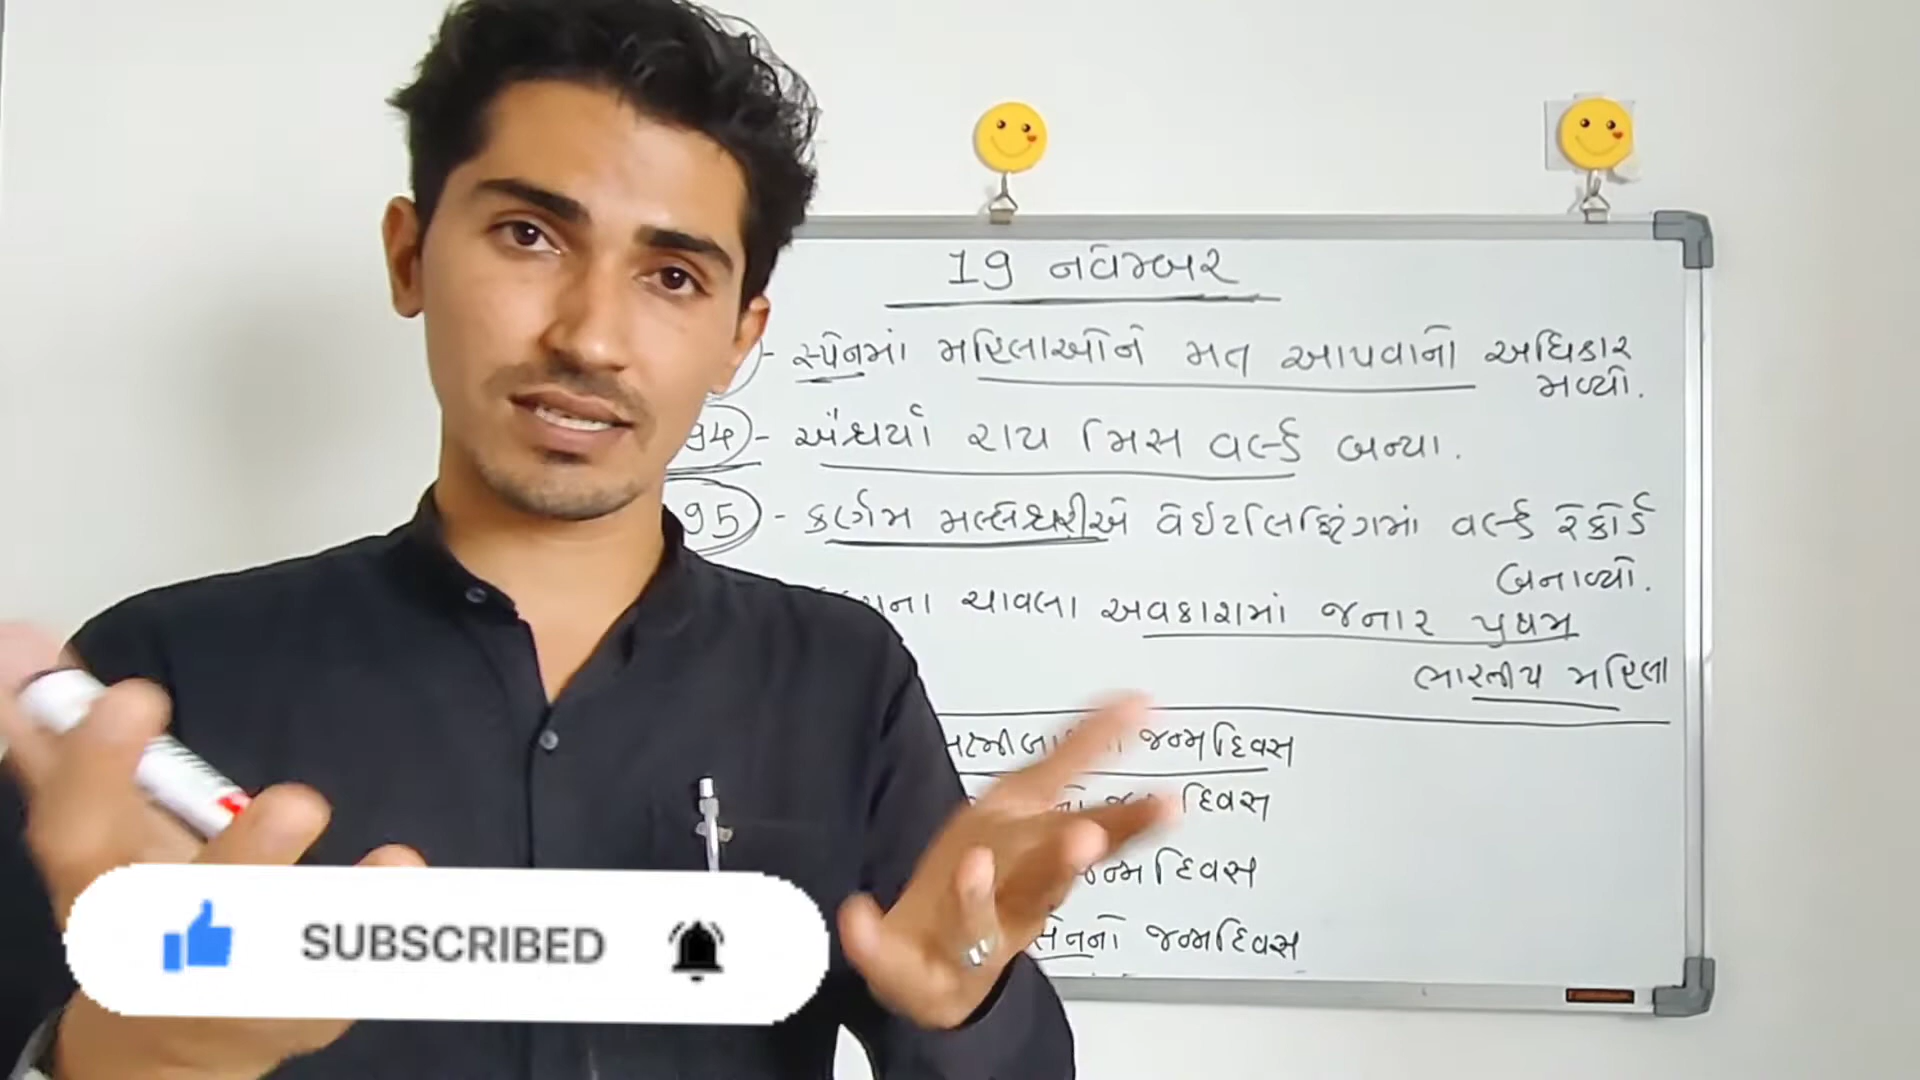 19 નવેમ્બર
- સ્પેનમાં મહિલાઓને મત આપવાનો અધિકાર
મળ્યો.
94 - ઐશ્વર્યા રાય મિસ વર્લ્ડ બન્યા.
95 - કર્ણમ મલ્લેશ્વરીએ વેઈટલિફ્ટિંગમાં વર્લ્ડ રેકોર્ડ
બનાવ્યો.
ચાવલા અવકાશમાં જનાર પ્રથમ
ભારતીય મહિલા
જન્મદિવસ
દિવસ
જન્મદિવસ
સેનનો જન્મદિવસ
SUBSCRIBED